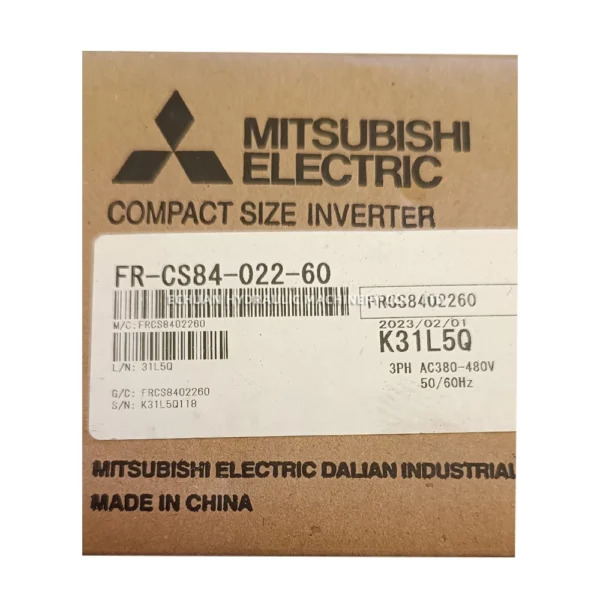 MITSUBISHI
ELECTRIC
COMPACT SIZE INVERTER
FR-CS84-022-60
FRCS8402260
M/C:FRCS8402260
2023/02/01
K31L5Q
L/N: 31L5Q
3PH AC380-480V
50/60Hz
G/C: FRCS8402260
S/N: K31L5Q118
MITSUBISHI ELECTRIC DALIAN INDUSTRIAL
MADE IN CHINA